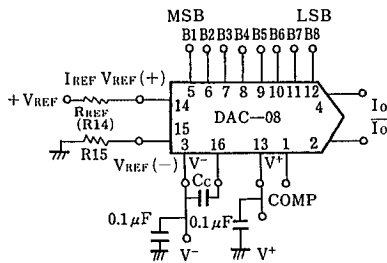 MSB LSB
B1 B2 B3 B4 B5 B6 B7 B8
IREF VREF(+)
5 6 7 8 9 10 11 12
+VREF
14
4
Io
RREF
(R14)
15
DAC-08
Io
R15
VREF(-)
3 V- 16 13 V+ 1
2
Cc
COMP
0.1μF
0.1μF
V-
V+